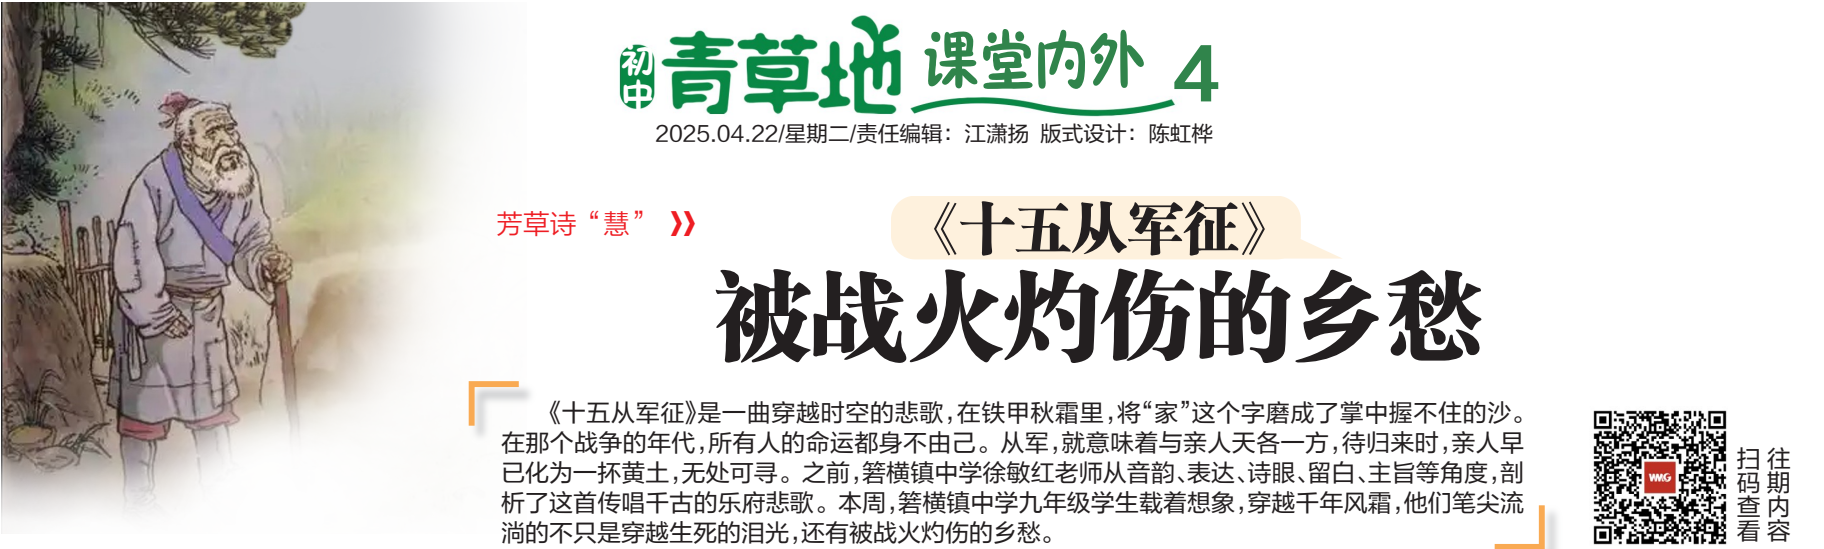 初中 青草地 课堂内外 4
2025.04.22/星期二/责任编辑：江潇扬 版式设计：陈虹桦
芳草诗“慧”
《十五从军征》
被战火灼伤的乡愁
《十五从军征》是一曲穿越时空的悲歌，在铁甲秋霜里，将“家”这个字磨成了掌中握不住的沙。
在那个战争的年代，所有人的命运都身不由己。从军，就意味着与亲人天各一方，待归来时，亲人早
已化为一抔黄土，无处可寻。之前，箬横镇中学徐敏红老师从音韵、表达、诗眼、留白、主旨等角度，剖
析了这首传唱千古的乐府悲歌。本周，箬横镇中学九年级学生载着想象，穿越千年风霜，他们笔尖流
淌的不只是穿越生死的泪光，还有被战火灼伤的乡愁。
WMG
往期内容
扫码查看